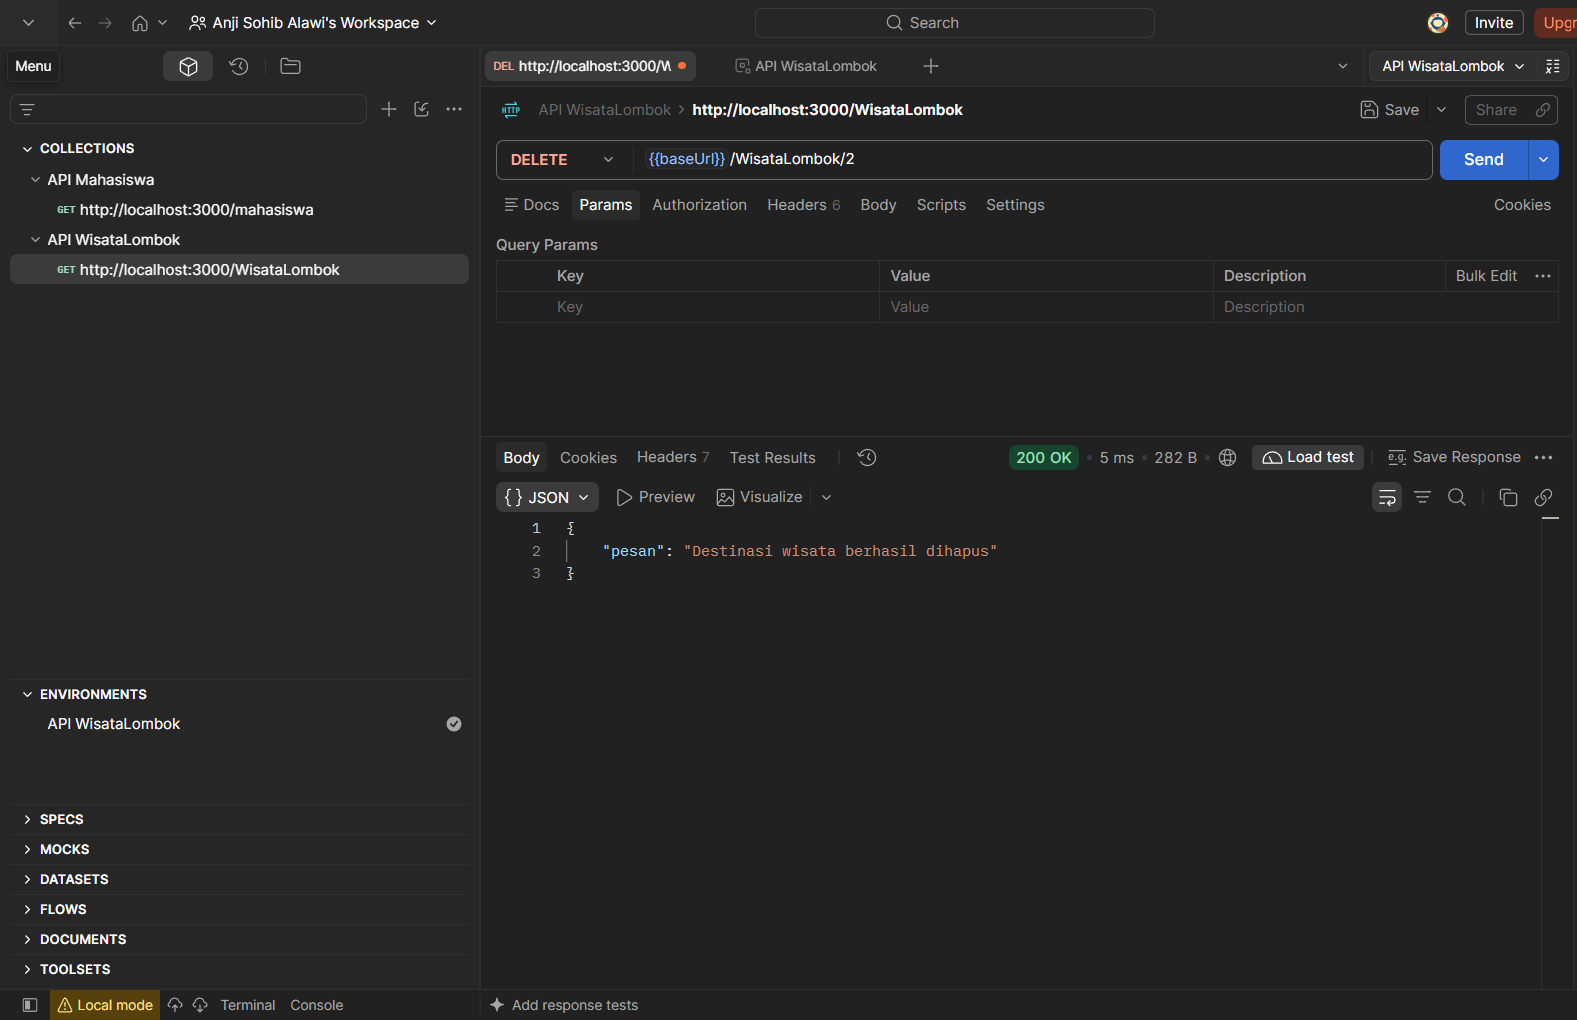 Anji Sohib Alawi's Workspace
Search
Invite
Menu
DEL http://localhost:3000/W
API WisataLombok
API WisataLombok
API WisataLombok > http://localhost:3000/WisataLombok
Save
Share
COLLECTIONS
API Mahasiswa
GET http://localhost:3000/mahasiswa
API WisataLombok
GET http://localhost:3000/WisataLombok
HTTP
DELETE
{{baseUrl}} /WisataLombok/2
Send
Docs
Params
Authorization
Headers 6
Body
Scripts
Settings
Cookies
Query Params
Key Value Description Bulk Edit
Key Value Description
Body
Cookies
Headers 7
Test Results
200 OK
5 ms
282 B
Load test
e.g. Save Response
{} JSON
Preview
Visualize
1 {
2 "pesan": "Destinasi wisata berhasil dihapus"
3 }
ENVIRONMENTS
API WisataLombok
SPECS
MOCKS
DATASETS
FLOWS
DOCUMENTS
TOOLSETS
Local mode
Terminal
Console
Add response tests